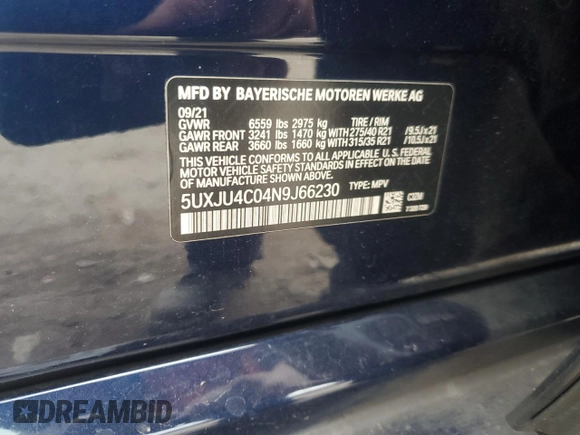 MFD BY BAYERISCHE MOTOREN WERKE AG
09/21
GVWR 6559 lbs 2975 kg TIRE / RIM
GAWR FRONT 3241 lbs 1470 kg WITH 275/40 R21 /9.5Jx21
GAWR REAR 3660 lbs 1660 kg WITH 315/35 R21 /10.5Jx21
THIS VEHICLE CONFORMS TO ALL APPLICABLE U.S. FEDERAL
MOTOR VEHICLE SAFETY STANDARDS IN EFFECT ON THE
DATE OF MANUFACTURE SHOWN ABOVE.
5UXJU4C04N9J66230 TYPE: MPV
DREAMBID